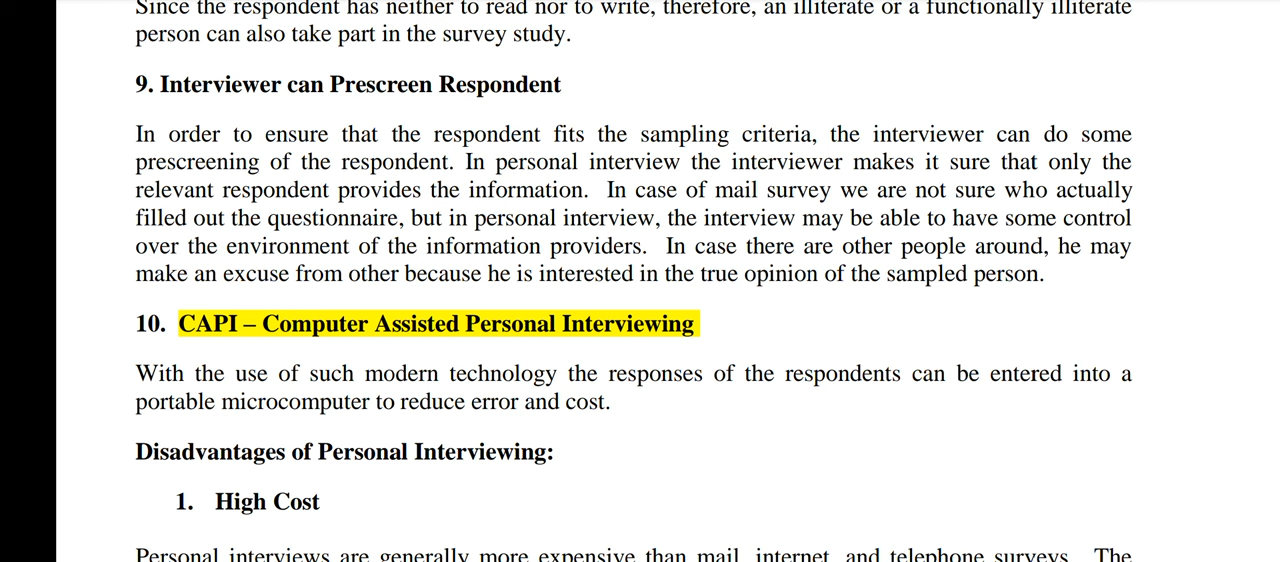 Since the respondent has neither to read nor to write, therefore, an illiterate or a functionally illiterate
person can also take part in the survey study.
9. Interviewer can Prescreen Respondent
In order to ensure that the respondent fits the sampling criteria, the interviewer can do some
prescreening of the respondent. In personal interview the interviewer makes it sure that only the
relevant respondent provides the information. In case of mail survey we are not sure who actually
filled out the questionnaire, but in personal interview, the interview may be able to have some control
over the environment of the information providers. In case there are other people around, he may
make an excuse from other because he is interested in the true opinion of the sampled person.
10. CAPI – Computer Assisted Personal Interviewing
With the use of such modern technology the responses of the respondents can be entered into a
portable microcomputer to reduce error and cost.
Disadvantages of Personal Interviewing:
1. High Cost
Personal interviews are generally more expensive than mail, internet, and telephone surveys. The